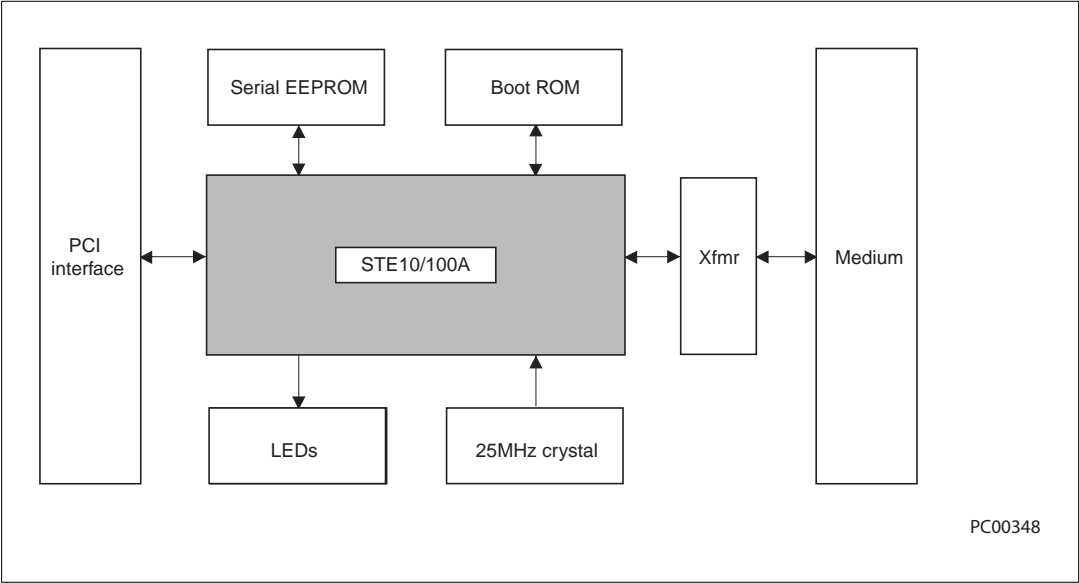 Serial EEPROM
Boot ROM
PCI
interface
STE10/100A
Xfmr
Medium
LEDs
25MHz crystal
PC00348